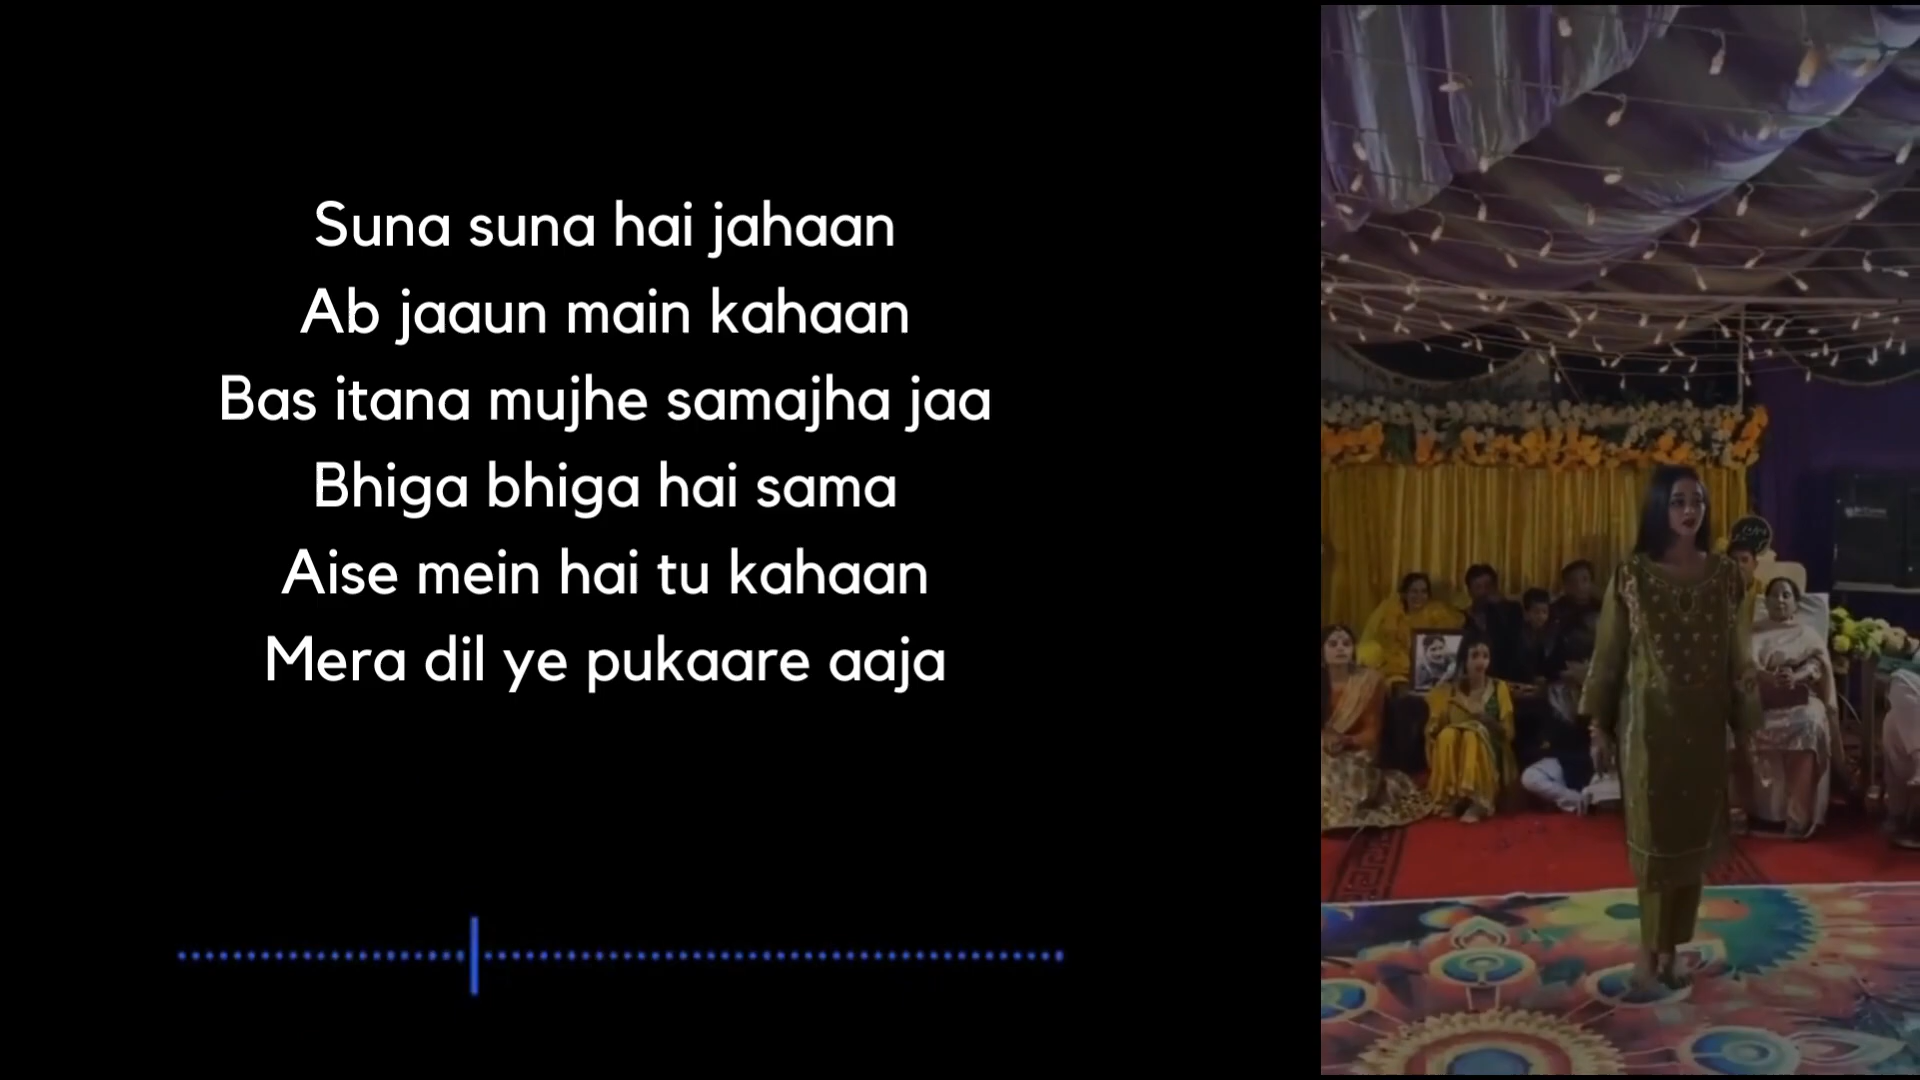 Suna suna hai jahaan
Ab jaaun main kahaan
Bas itana mujhe samajha jaa
Bhiga bhiga hai sama
Aise mein hai tu kahaan
Mera dil ye pukaare aaja